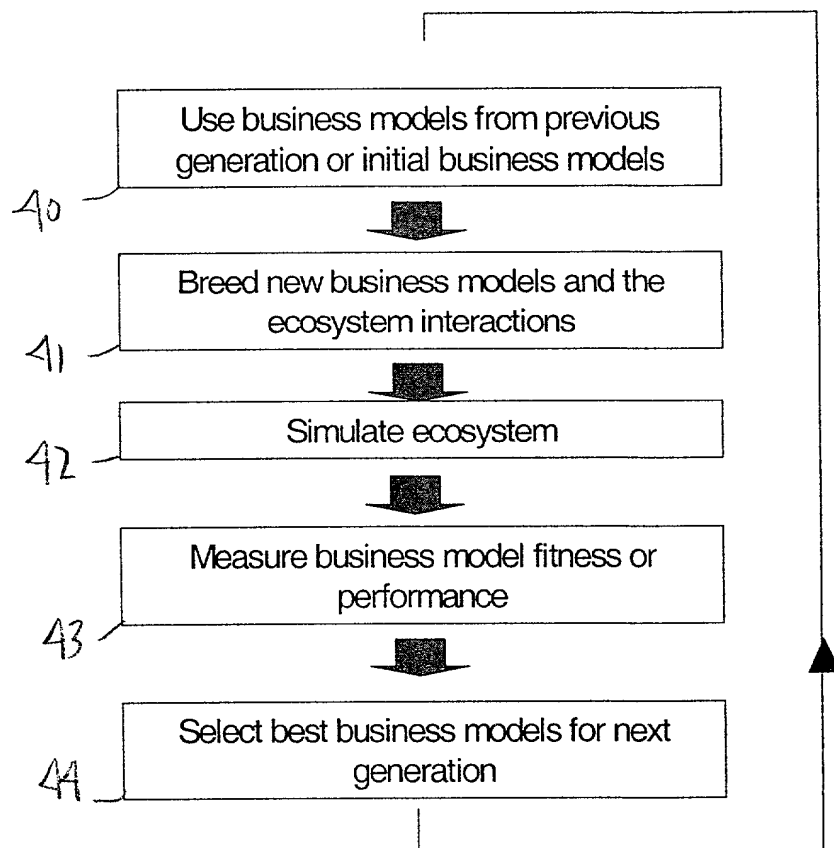 Use business models from previous
generation or initial business models
40
Breed new business models and the
ecosystem interactions
41
Simulate ecosystem
42
Measure business model fitness or
performance
43
Select best business models for next
generation
44